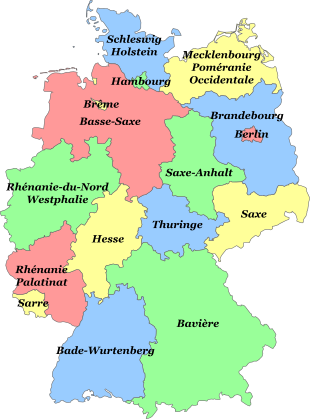 Schleswig
Holstein
Mecklenbourg
Poméranie
Occidentale
Hambourg
Brême
Basse-Saxe
Brandebourg
Berlin
Saxe-Anhalt
Rhénanie-du-Nord
Westphalie
Saxe
Thuringe
Hesse
Rhénanie
Palatinat
Sarre
Bavière
Bade-Wurtenberg